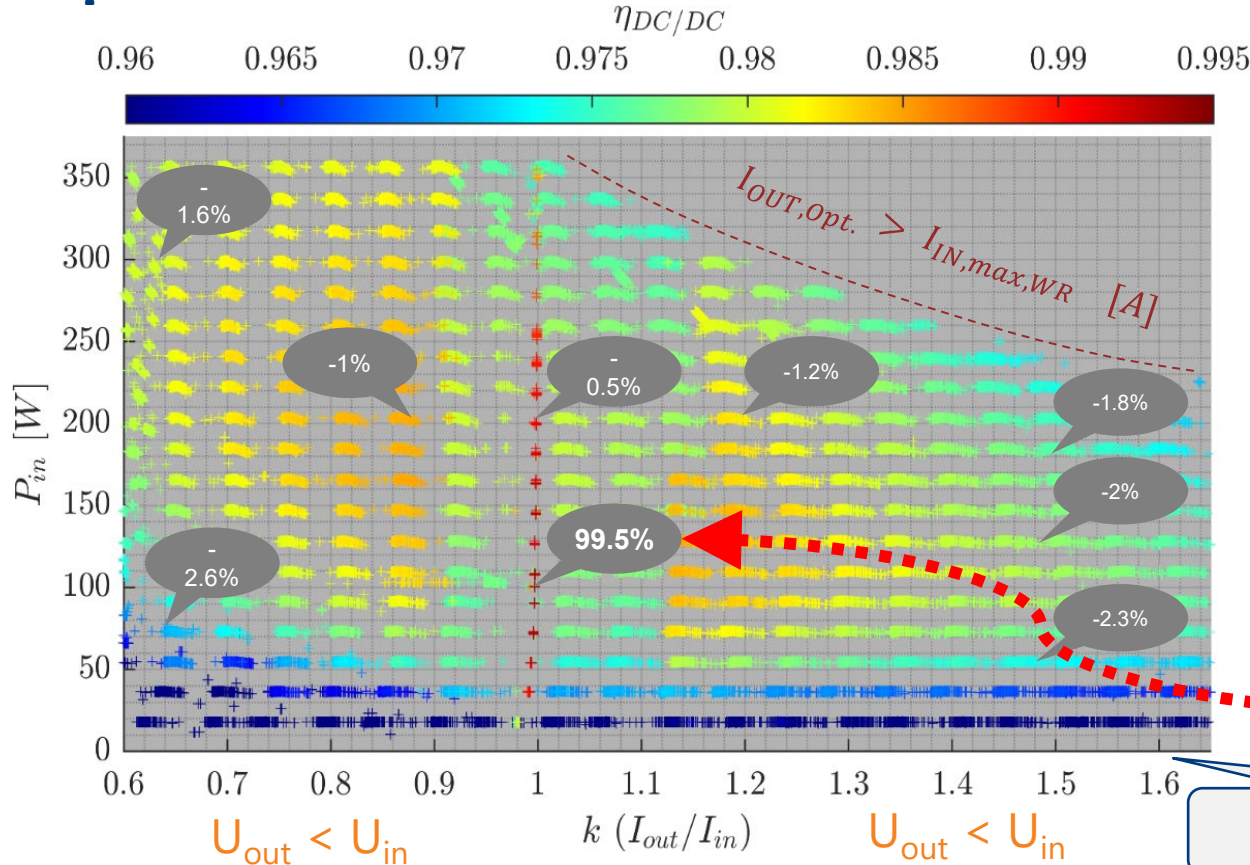 η_DC/DC
0.96 0.965 0.97 0.975 0.98 0.985 0.99 0.995
350
300
250
200
150
100
50
0
P_in [W]
-
1.6%
I_OUT,Opt. > I_IN,max,WR [A]
-1%
-
0.5%
-1.2%
-1.8%
-2%
99.5%
-
2.6%
-2.3%
0.6 0.7 0.8 0.9 1 1.1 1.2 1.3 1.4 1.5 1.6
k (I_out/I_in)
U_out < U_in
U_out < U_in